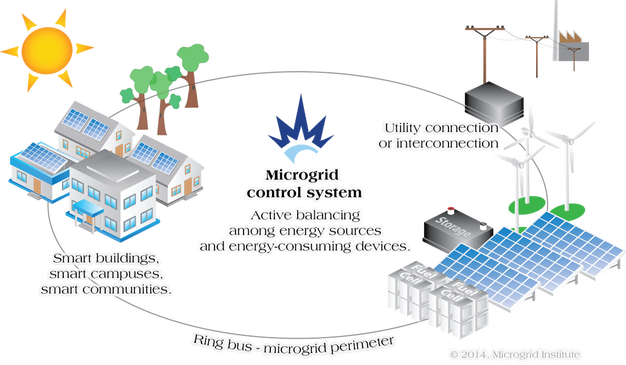 Utility connection
or interconnection
Microgrid
control system
Active balancing
among energy sources
and energy-consuming devices.
Storage
Smart buildings,
smart campuses,
smart communities.
Fuel
Cell
Fuel
Cell
Ring bus - microgrid perimeter
© 2014, Microgrid Institute